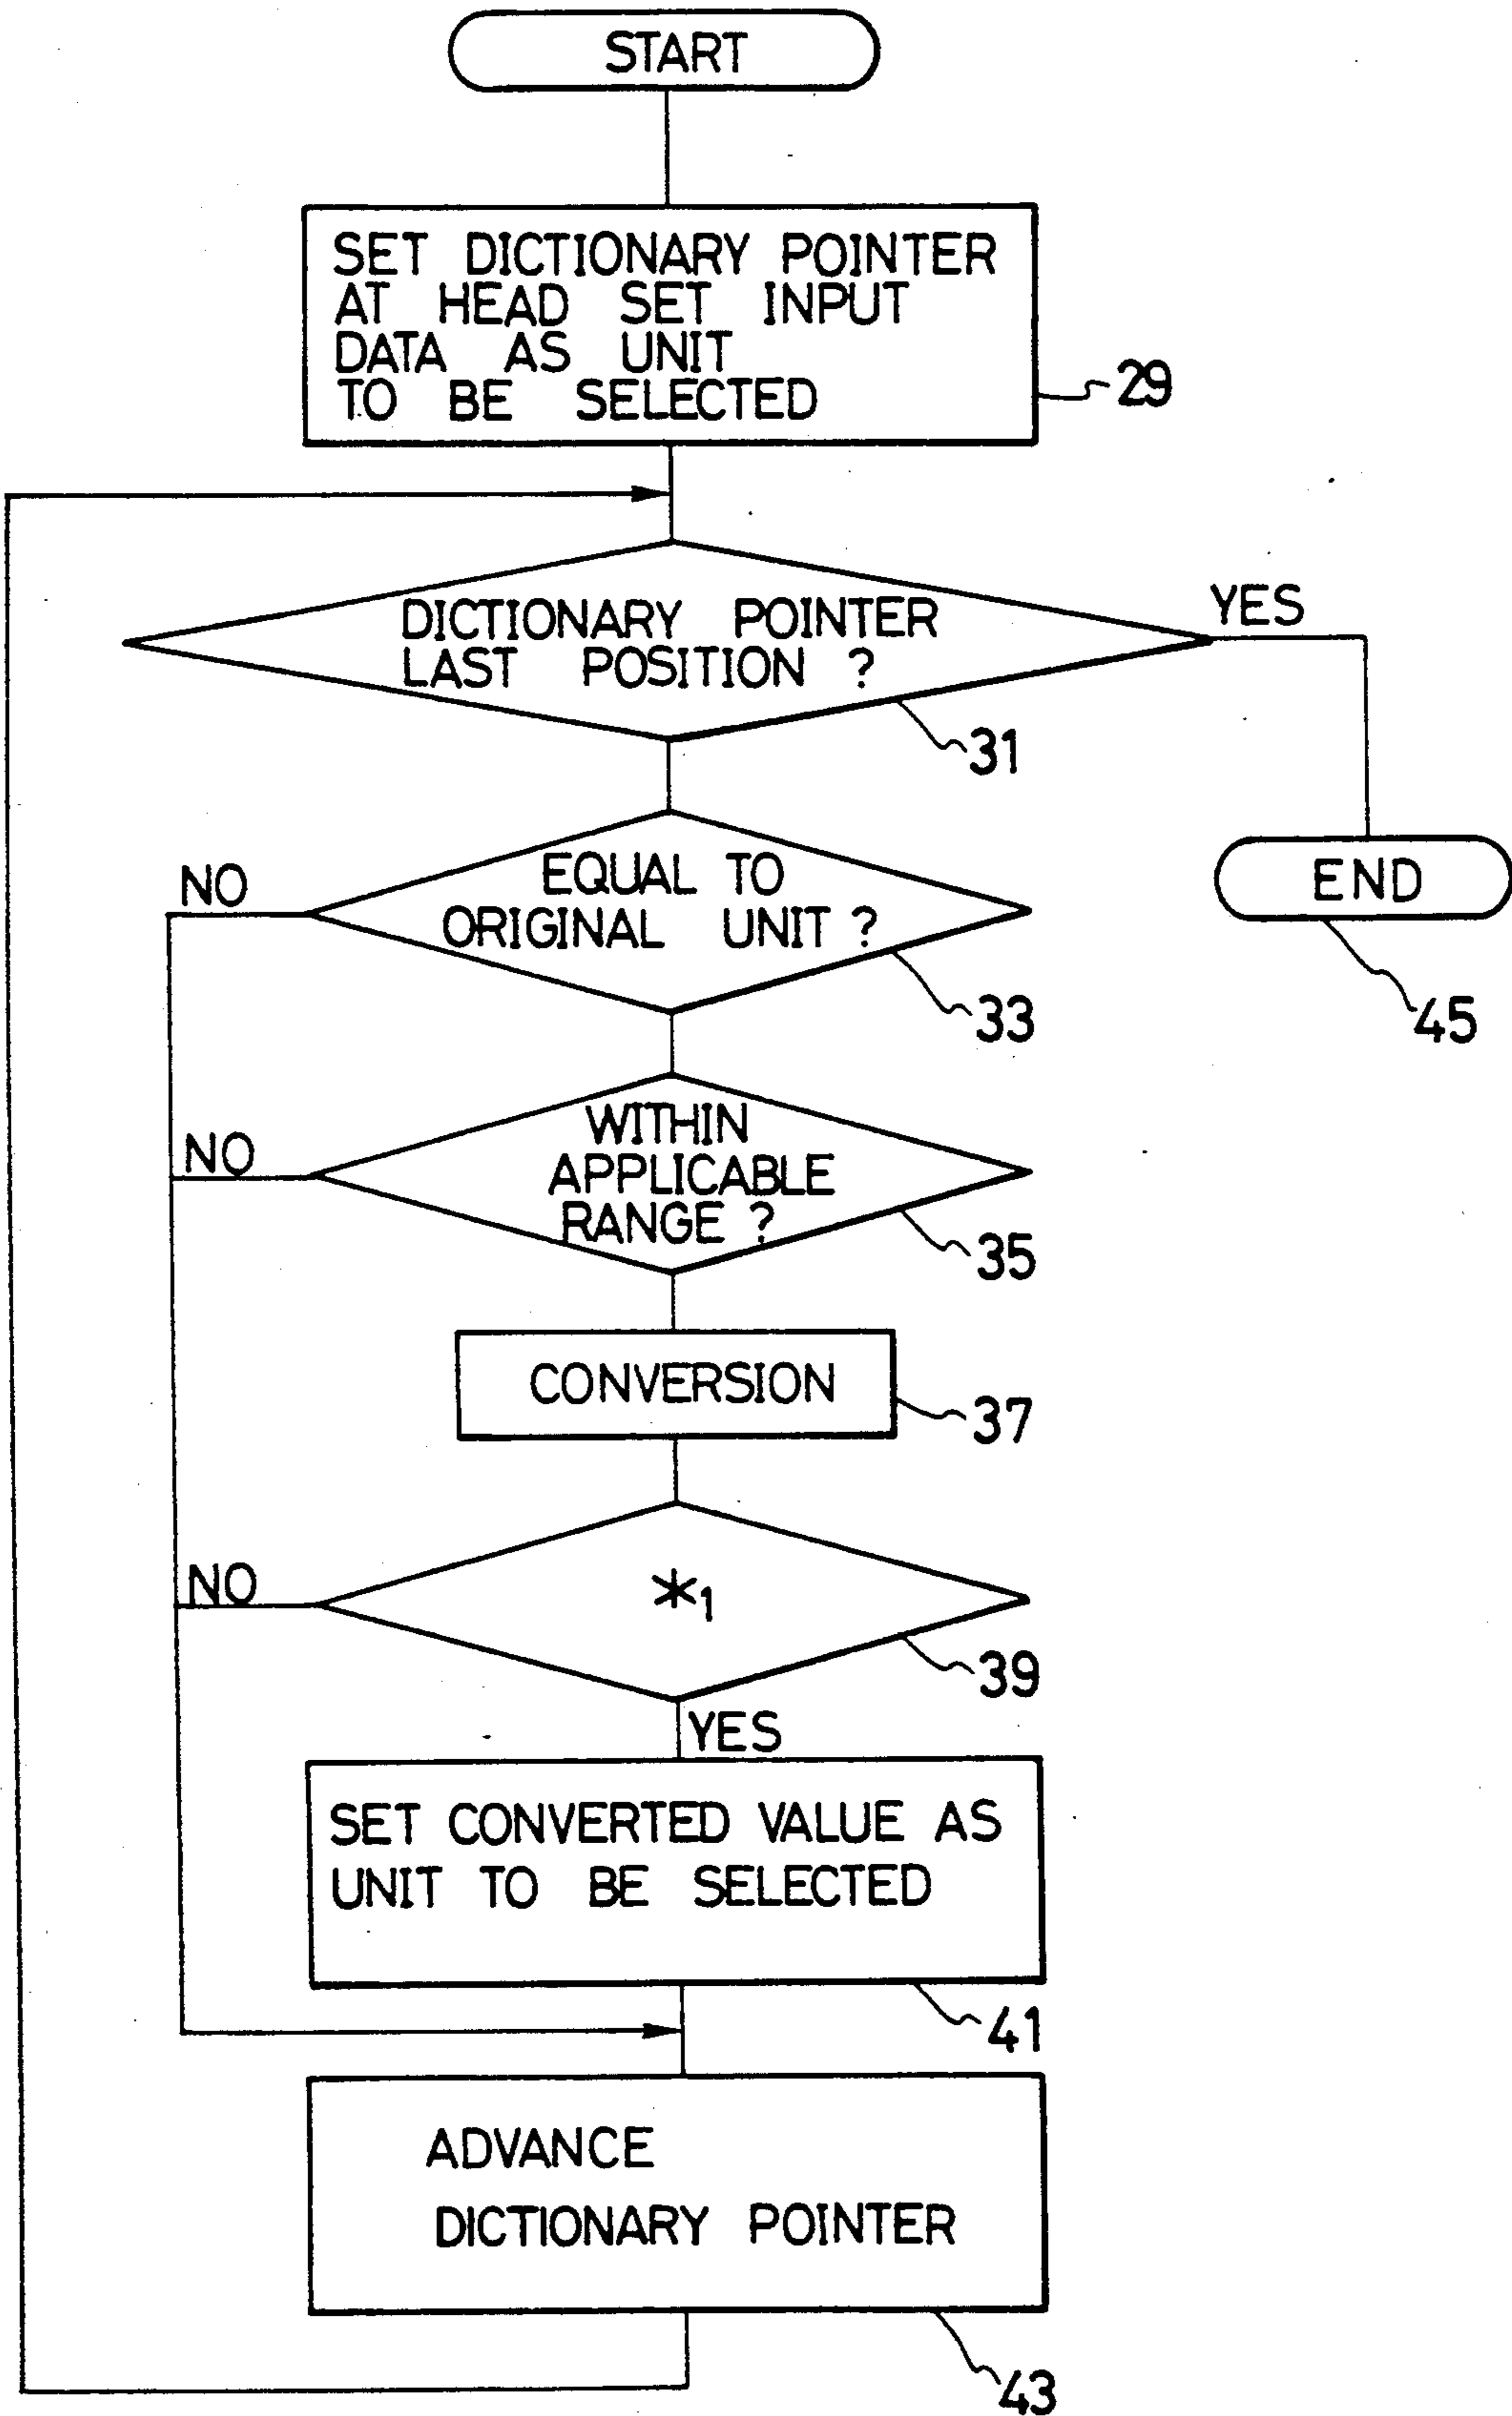 START
SET DICTIONARY POINTER
AT HEAD SET INPUT
DATA AS UNIT
TO BE SELECTED
29
DICTIONARY POINTER
LAST POSITION ?
YES
31
EQUAL TO
ORIGINAL UNIT ?
NO
33
END
45
WITHIN
APPLICABLE
RANGE ?
NO
35
CONVERSION
37
*1
NO
39
YES
SET CONVERTED VALUE AS
UNIT TO BE SELECTED
41
ADVANCE
DICTIONARY POINTER
43